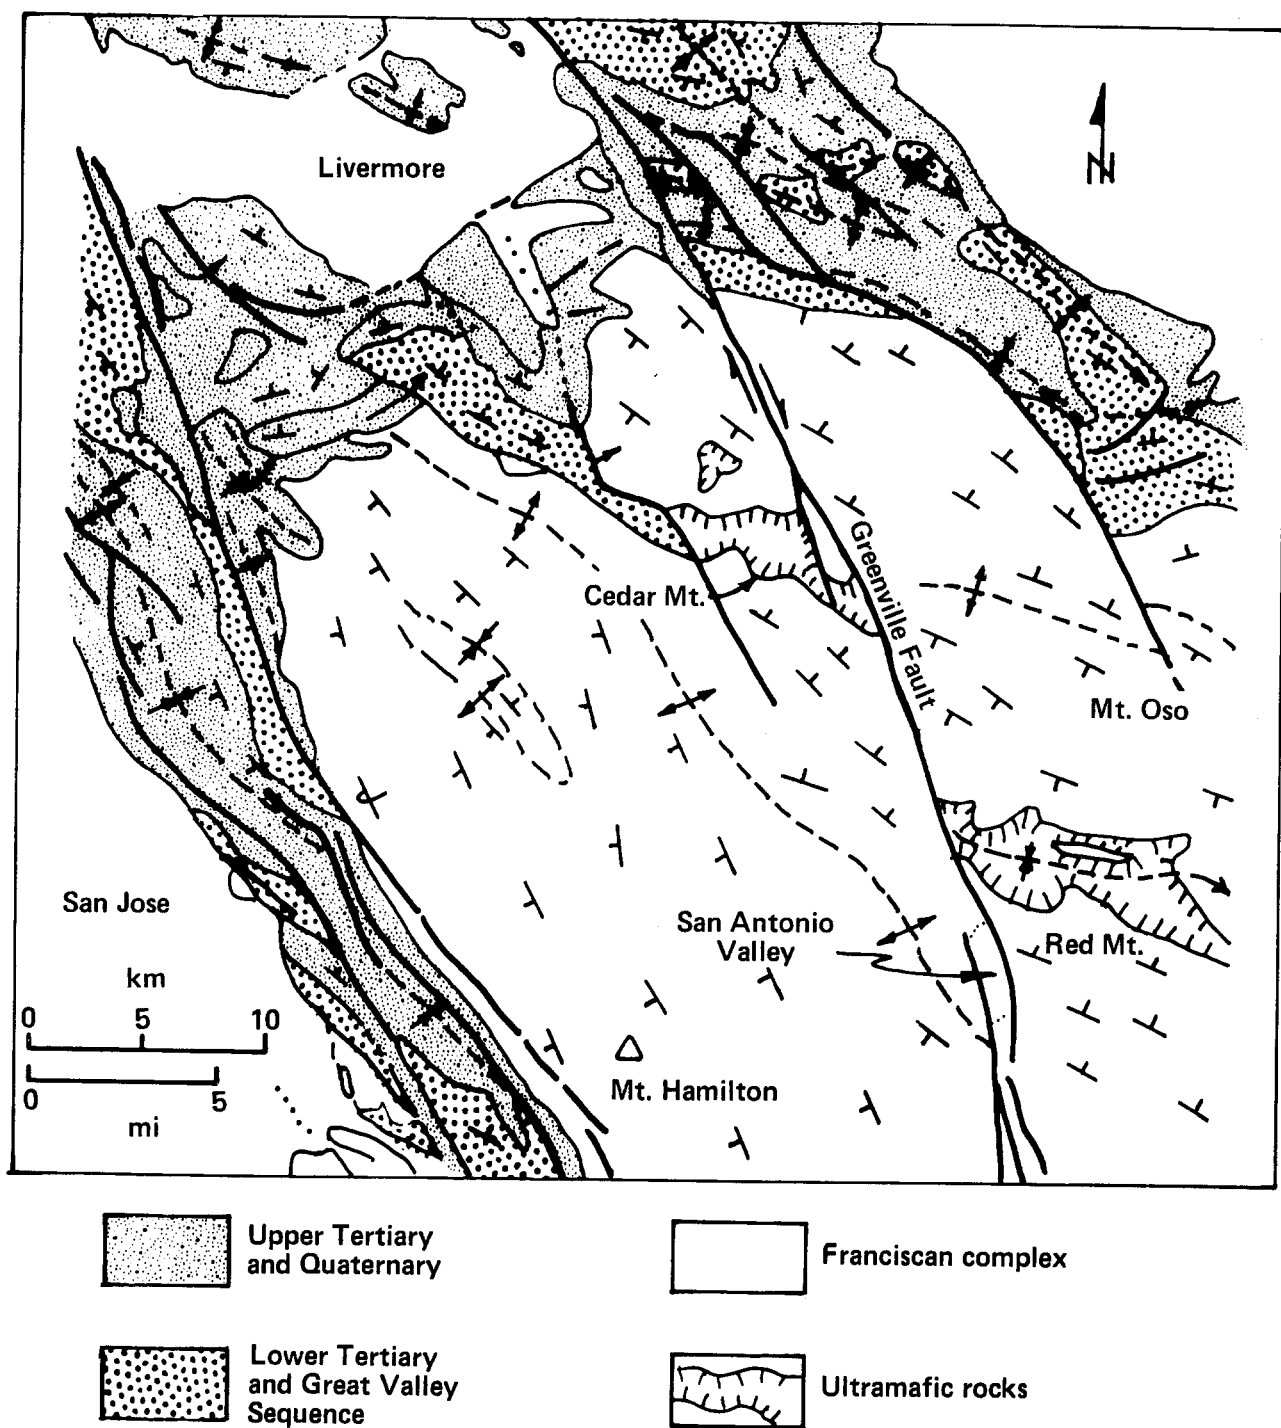 N
Livermore
Greenville Fault
Cedar Mt.
Mt. Oso
San Jose
San Antonio
Valley
Red Mt.
km
0 5 10
Mt. Hamilton
0 5
mi
Upper Tertiary
and Quaternary
Franciscan complex
Lower Tertiary
and Great Valley
Sequence
Ultramafic rocks